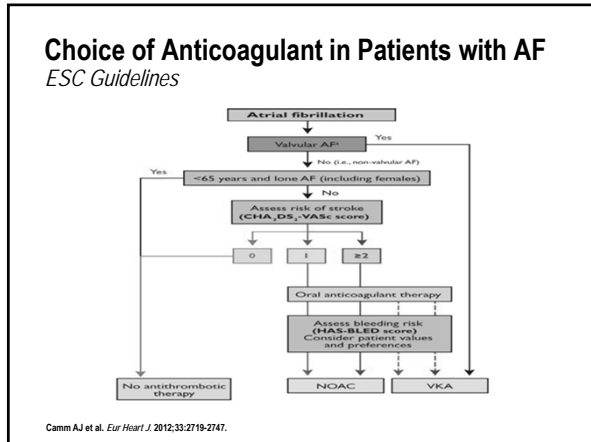 Choice of Anticoagulant in Patients with AF
ESC Guidelines
Atrial fibrillation
Valvular AFᵃ
Yes
No (i.e., non-valvular AF)
Yes
<65 years and lone AF (including females)
No
Assess risk of stroke
(CHA₂DS₂-VASc score)
0
1
≥2
Oral anticoagulant therapy
Assess bleeding risk
(HAS-BLED score)
Consider patient values
and preferences
No antithrombotic
therapy
NOAC
VKA
Camm AJ et al. Eur Heart J. 2012;33:2719-2747.